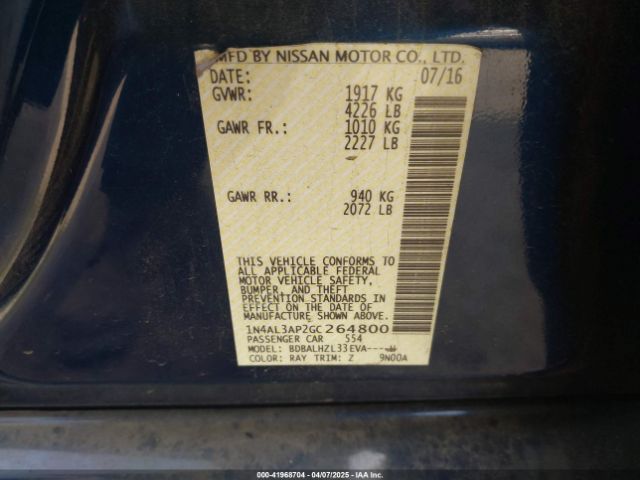 MFD BY NISSAN MOTOR CO., LTD.
DATE: 07/16
GVWR: 1917 KG
4226 LB
GAWR FR.: 1010 KG
2227 LB
GAWR RR.: 940 KG
2072 LB
THIS VEHICLE CONFORMS TO
ALL APPLICABLE FEDERAL
MOTOR VEHICLE SAFETY,
BUMPER, AND THEFT
PREVENTION STANDARDS IN
EFFECT ON THE DATE OF
MANUFACTURE SHOWN ABOVE.
1N4AL3AP2GC264800
PASSENGER CAR 554
MODEL: BDBALHZL33EVA----
COLOR: RAY TRIM: Z 9N00A
000-41968704 - 04/07/2025 - IAAI.COM